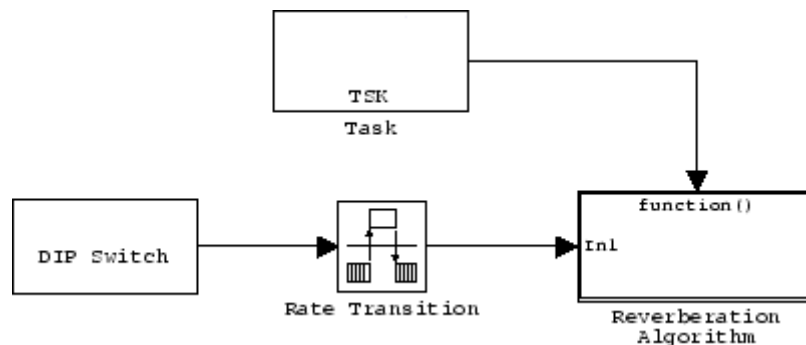 TSK
Task
function()
DIP Switch
In1
Rate Transition
Reverberation
Algorithm